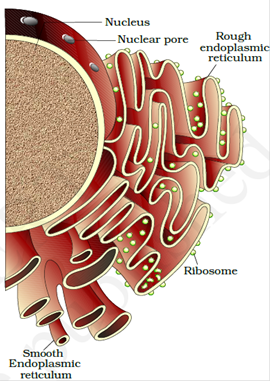 Nucleus
Nuclear pore
Rough
endoplasmic
reticulum
Ribosome
Smooth
Endoplasmic
reticulum